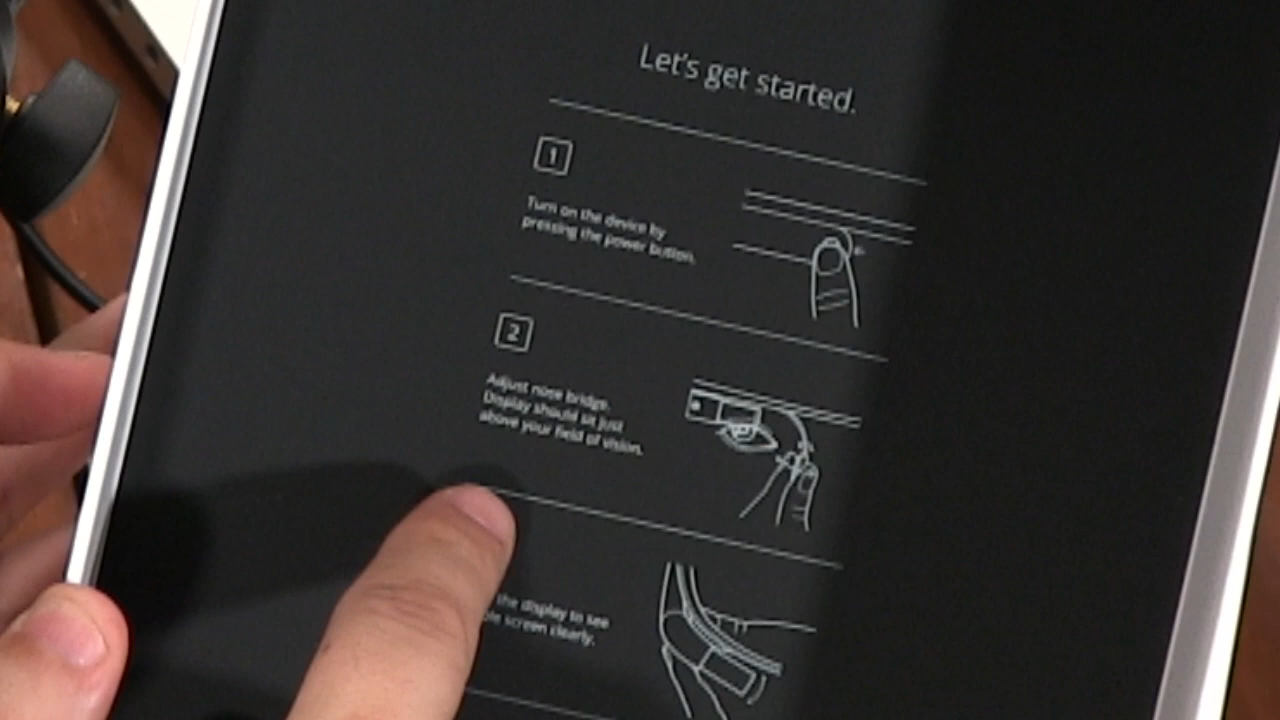 Let's get started.
1
Turn on the device by
pressing the power button.
2
Adjust nose bridge.
Display should sit just
above your field of vision.
the display to see
screen clearly.